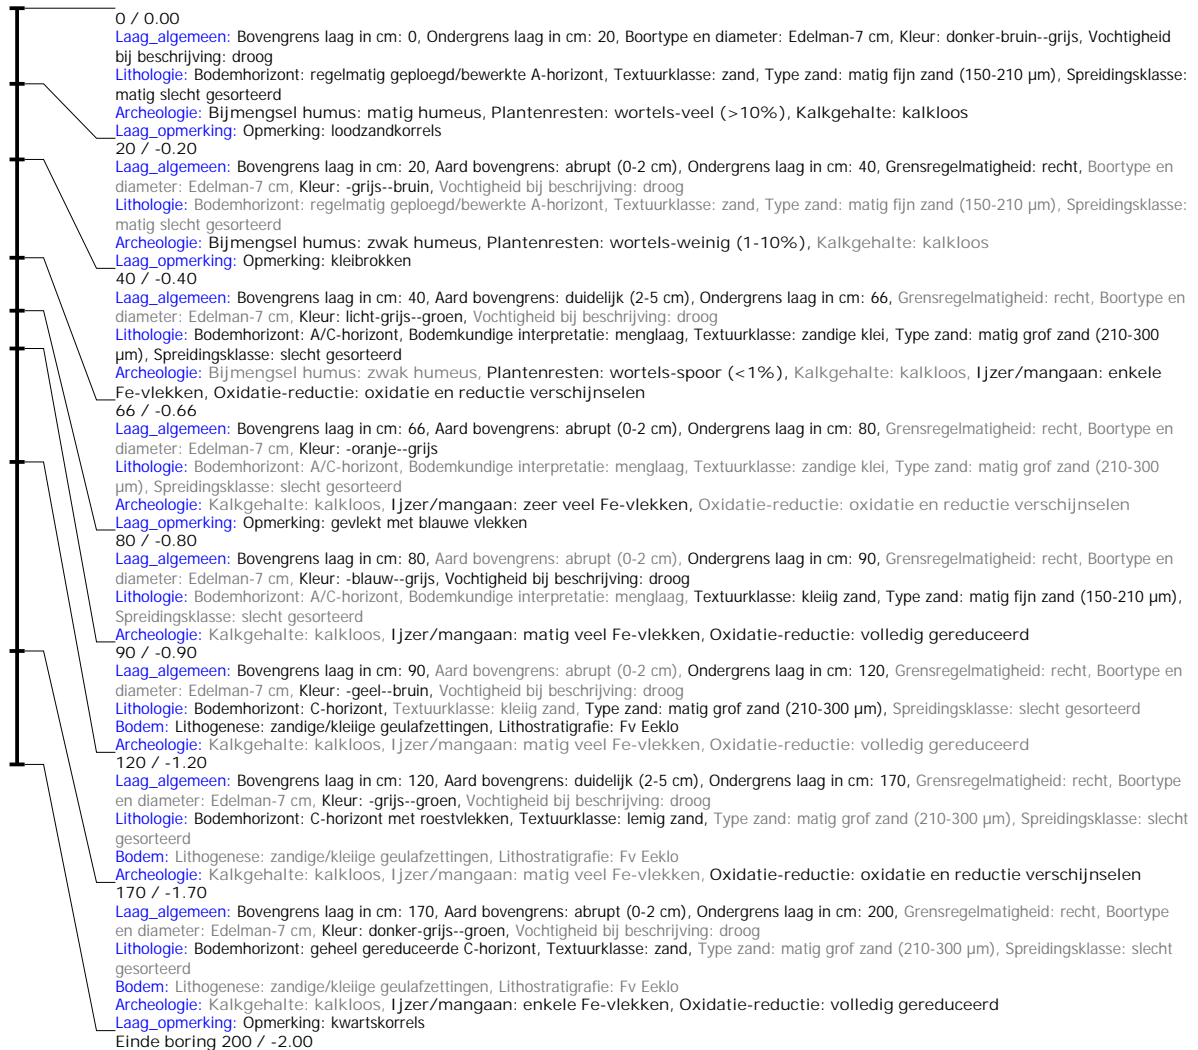 0 / 0.00
Laag_algemeen: Bovengrens laag in cm: 0, Ondergrens laag in cm: 20, Boortype en diameter: Edelman-7 cm, Kleur: donker-bruin--grijs, Vochtigheid
bij beschrijving: droog
Lithologie: Bodemhorizont: regelmatig geploegd/bewerkte A-horizont, Textuurklasse: zand, Type zand: matig fijn zand (150-210 µm), Spreidingsklasse:
matig slecht gesorteerd
Archeologie: Bijmengsel humus: matig humeus, Plantenresten: wortels-veel (>10%), Kalkgehalte: kalkloos
Laag_opmerking: Opmerking: loodzandkorrels
20 / -0.20
Laag_algemeen: Bovengrens laag in cm: 20, Aard bovengrens: abrupt (0-2 cm), Ondergrens laag in cm: 40, Grensregelmatigheid: recht, Boortype en
diameter: Edelman-7 cm, Kleur: -grijs--bruin, Vochtigheid bij beschrijving: droog
Lithologie: Bodemhorizont: regelmatig geploegd/bewerkte A-horizont, Textuurklasse: zand, Type zand: matig fijn zand (150-210 µm), Spreidingsklasse:
matig slecht gesorteerd
Archeologie: Bijmengsel humus: zwak humeus, Plantenresten: wortels-weinig (1-10%), Kalkgehalte: kalkloos
Laag_opmerking: Opmerking: kleibrokken
40 / -0.40
Laag_algemeen: Bovengrens laag in cm: 40, Aard bovengrens: duidelijk (2-5 cm), Ondergrens laag in cm: 66, Grensregelmatigheid: recht, Boortype en
diameter: Edelman-7 cm, Kleur: licht-grijs--groen, Vochtigheid bij beschrijving: droog
Lithologie: Bodemhorizont: A/C-horizont, Bodemkundige interpretatie: menglaag, Textuurklasse: zandige klei, Type zand: matig grof zand (210-300
µm), Spreidingsklasse: slecht gesorteerd
Archeologie: Bijmengsel humus: zwak humeus, Plantenresten: wortels-spoor (<1%), Kalkgehalte: kalkloos, Ijzer/mangaan: enkele
Fe-vlekken, Oxidatie-reductie: oxidatie en reductie verschijnselen
66 / -0.66
Laag_algemeen: Bovengrens laag in cm: 66, Aard bovengrens: abrupt (0-2 cm), Ondergrens laag in cm: 80, Grensregelmatigheid: recht, Boortype en
diameter: Edelman-7 cm, Kleur: -oranje--grijs
Lithologie: Bodemhorizont: A/C-horizont, Bodemkundige interpretatie: menglaag, Textuurklasse: zandige klei, Type zand: matig grof zand (210-300
µm), Spreidingsklasse: slecht gesorteerd
Archeologie: Kalkgehalte: kalkloos, Ijzer/mangaan: zeer veel Fe-vlekken, Oxidatie-reductie: oxidatie en reductie verschijnselen
Laag_opmerking: Opmerking: gevlekt met blauwe vlekken
80 / -0.80
Laag_algemeen: Bovengrens laag in cm: 80, Aard bovengrens: abrupt (0-2 cm), Ondergrens laag in cm: 90, Grensregelmatigheid: recht, Boortype en
diameter: Edelman-7 cm, Kleur: -blauw--grijs, Vochtigheid bij beschrijving: droog
Lithologie: Bodemhorizont: A/C-horizont, Bodemkundige interpretatie: menglaag, Textuurklasse: kleiig zand, Type zand: matig fijn zand (150-210 µm),
Spreidingsklasse: slecht gesorteerd
Archeologie: Kalkgehalte: kalkloos, Ijzer/mangaan: matig veel Fe-vlekken, Oxidatie-reductie: volledig gereduceerd
90 / -0.90
Laag_algemeen: Bovengrens laag in cm: 90, Aard bovengrens: abrupt (0-2 cm), Ondergrens laag in cm: 120, Grensregelmatigheid: recht, Boortype en
diameter: Edelman-7 cm, Kleur: -geel--bruin, Vochtigheid bij beschrijving: droog
Lithologie: Bodemhorizont: C-horizont, Textuurklasse: kleiig zand, Type zand: matig grof zand (210-300 µm), Spreidingsklasse: slecht gesorteerd
Bodem: Lithogenese: zandige/kleiige geulafzettingen, Lithostratigrafie: Fv Eeklo
Archeologie: Kalkgehalte: kalkloos, Ijzer/mangaan: matig veel Fe-vlekken, Oxidatie-reductie: volledig gereduceerd
120 / -1.20
Laag_algemeen: Bovengrens laag in cm: 120, Aard bovengrens: duidelijk (2-5 cm), Ondergrens laag in cm: 170, Grensregelmatigheid: recht, Boortype
en diameter: Edelman-7 cm, Kleur: -grijs--groen, Vochtigheid bij beschrijving: droog
Lithologie: Bodemhorizont: C-horizont met roestvlekken, Textuurklasse: lemig zand, Type zand: matig grof zand (210-300 µm), Spreidingsklasse: slecht
gesorteerd
Bodem: Lithogenese: zandige/kleiige geulafzettingen, Lithostratigrafie: Fv Eeklo
Archeologie: Kalkgehalte: kalkloos, Ijzer/mangaan: matig veel Fe-vlekken, Oxidatie-reductie: oxidatie en reductie verschijnselen
170 / -1.70
Laag_algemeen: Bovengrens laag in cm: 170, Aard bovengrens: abrupt (0-2 cm), Ondergrens laag in cm: 200, Grensregelmatigheid: recht, Boortype
en diameter: Edelman-7 cm, Kleur: donker-grijs--groen, Vochtigheid bij beschrijving: droog
Lithologie: Bodemhorizont: geheel gereduceerde C-horizont, Textuurklasse: zand, Type zand: matig grof zand (210-300 µm), Spreidingsklasse: slecht
gesorteerd
Bodem: Lithogenese: zandige/kleiige geulafzettingen, Lithostratigrafie: Fv Eeklo
Archeologie: Kalkgehalte: kalkloos, Ijzer/mangaan: enkele Fe-vlekken, Oxidatie-reductie: volledig gereduceerd
Laag_opmerking: Opmerking: kwartskorrels
Einde boring 200 / -2.00